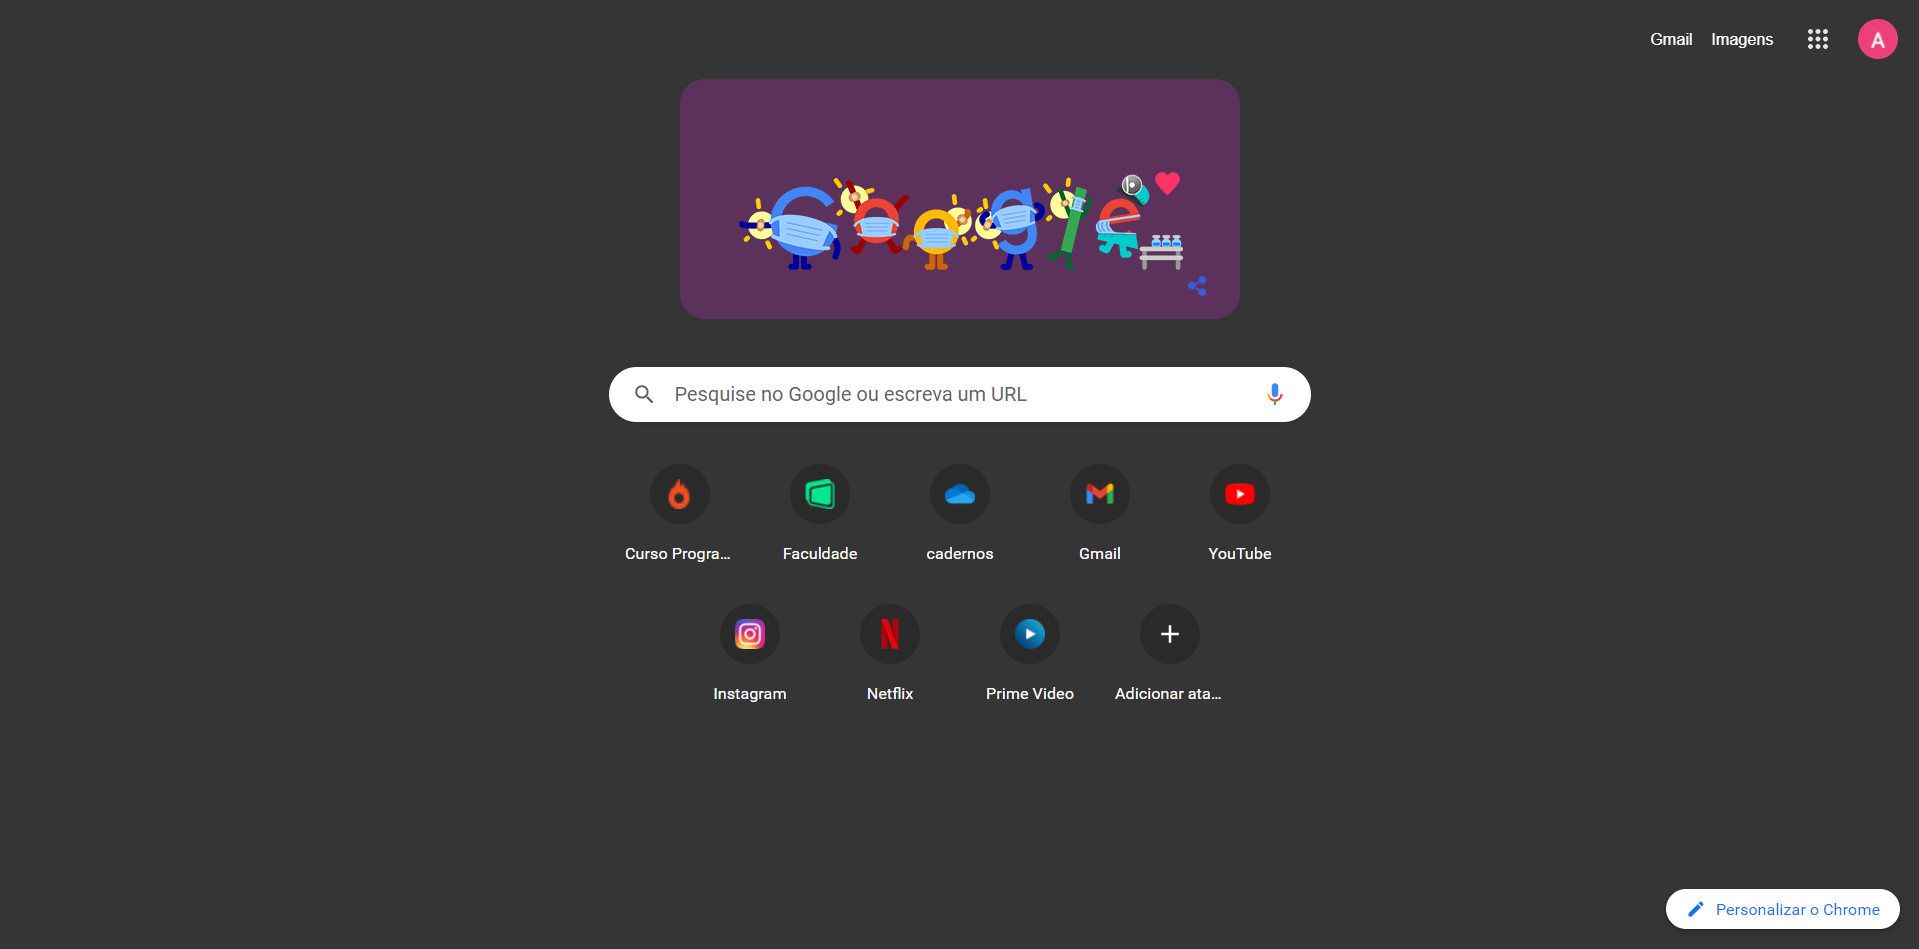 Gmail Imagens A
Google
Pesquise no Google ou escreva um URL
Curso Progra... Faculdade cadernos Gmail YouTube
Instagram Netflix Prime Video Adicionar ata...
Personalizar o Chrome